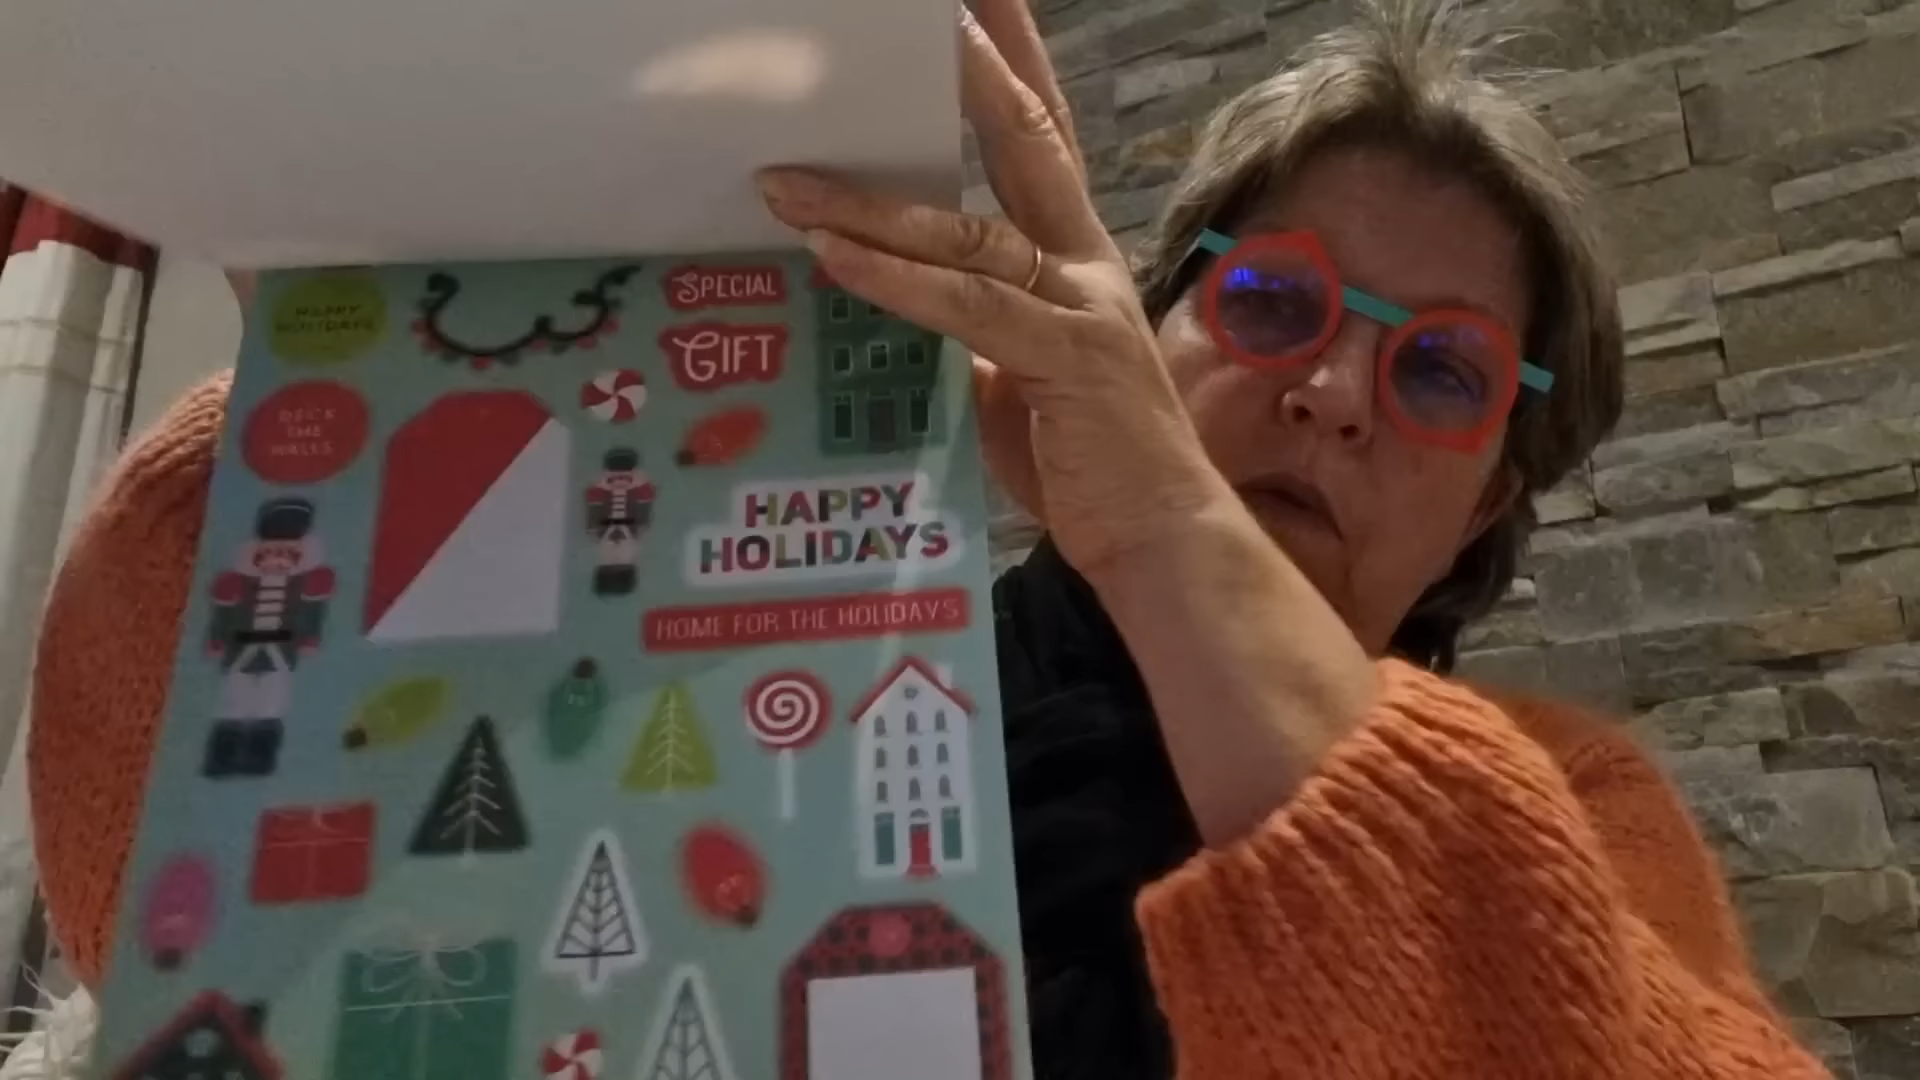 HAPPY
HOLIDAYS
SPECIAL
GIFT
DECK
THE
HALLS
HAPPY
HOLIDAYS
HOME FOR THE HOLIDAYS